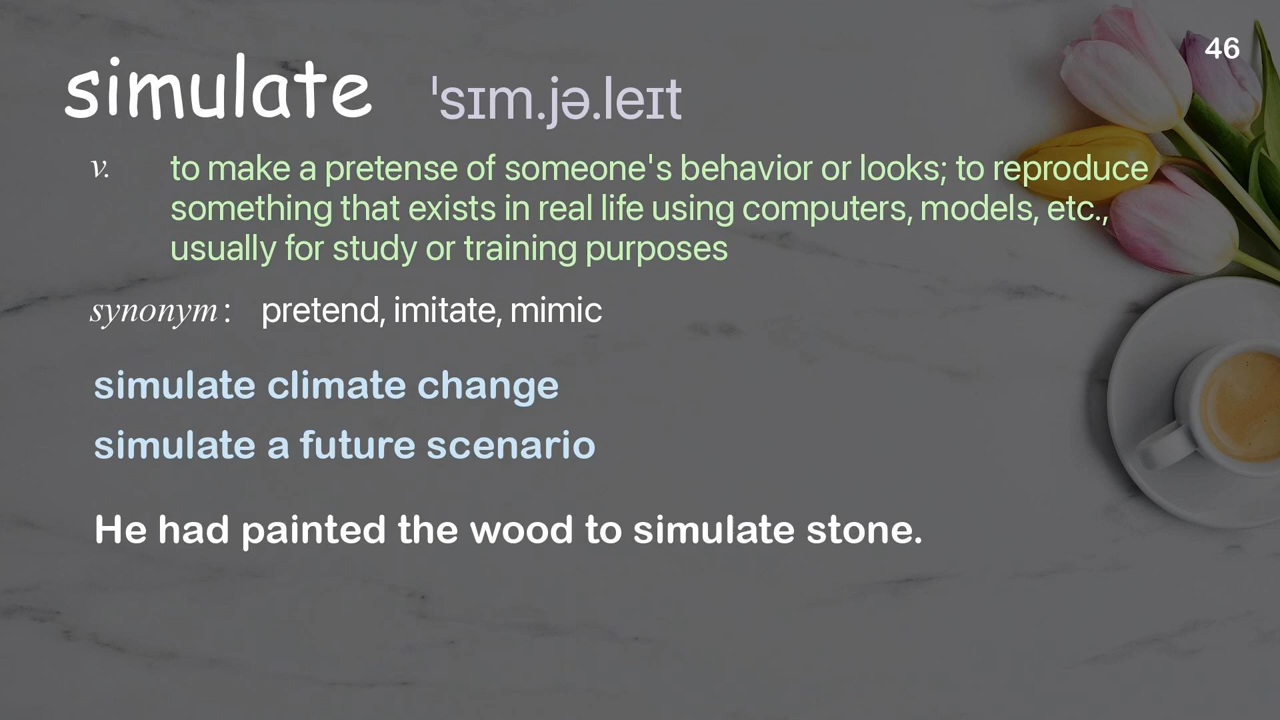 46
simulate ˈsɪm.jə.leɪt
v. to make a pretense of someone's behavior or looks; to reproduce
something that exists in real life using computers, models, etc.,
usually for study or training purposes
synonym: pretend, imitate, mimic
simulate climate change
simulate a future scenario
He had painted the wood to simulate stone.